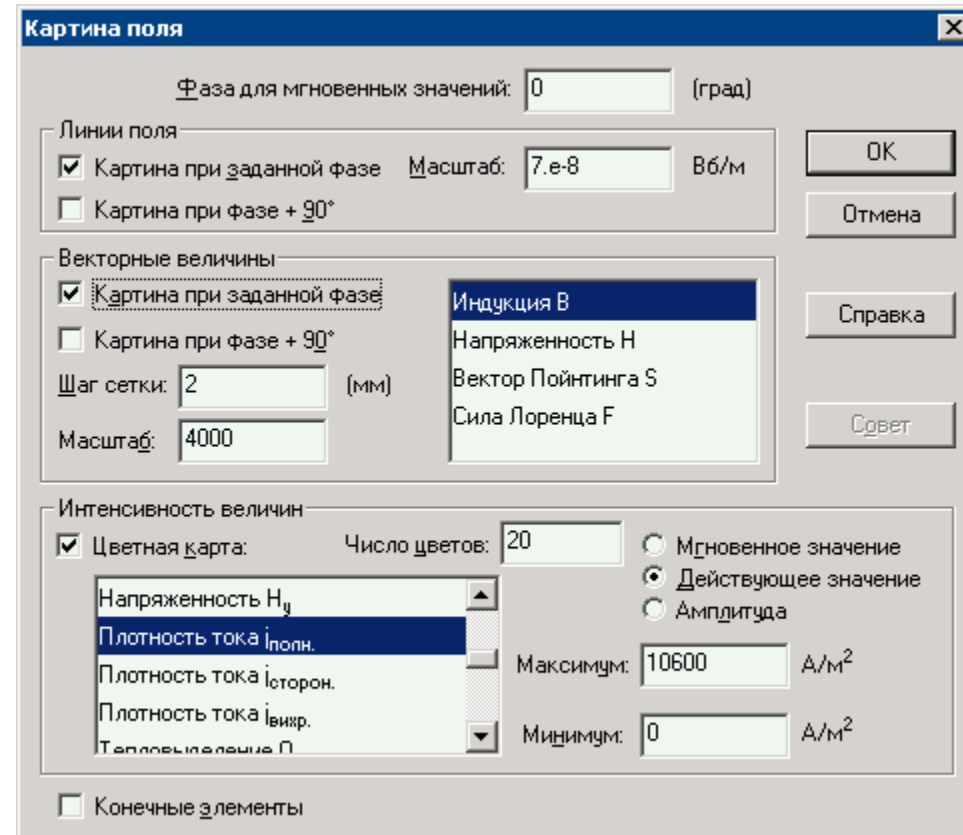 Картина поля
Фаза для мгновенных значений: 0 (град)
Линии поля
Картина при заданной фазе Масштаб: 7.e-8 Вб/м
Картина при фазе + 90°
OK
Отмена
Векторные величины
Картина при заданной фазе
Картина при фазе + 90°
Шаг сетки: 2 (мм)
Масштаб: 4000
Индукция B
Напряженность H
Вектор Пойнтинга S
Сила Лоренца F
Справка
Совет
Интенсивность величин
Цветная карта: Число цветов: 20
Мгновенное значение
Действующее значение
Амплитуда
Напряженность Hy
Плотность тока jполн.
Плотность тока jсторон.
Плотность тока jвихр.
Тепловыделение Q
Максимум: 10600 А/м²
Минимум: 0 А/м²
Конечные элементы